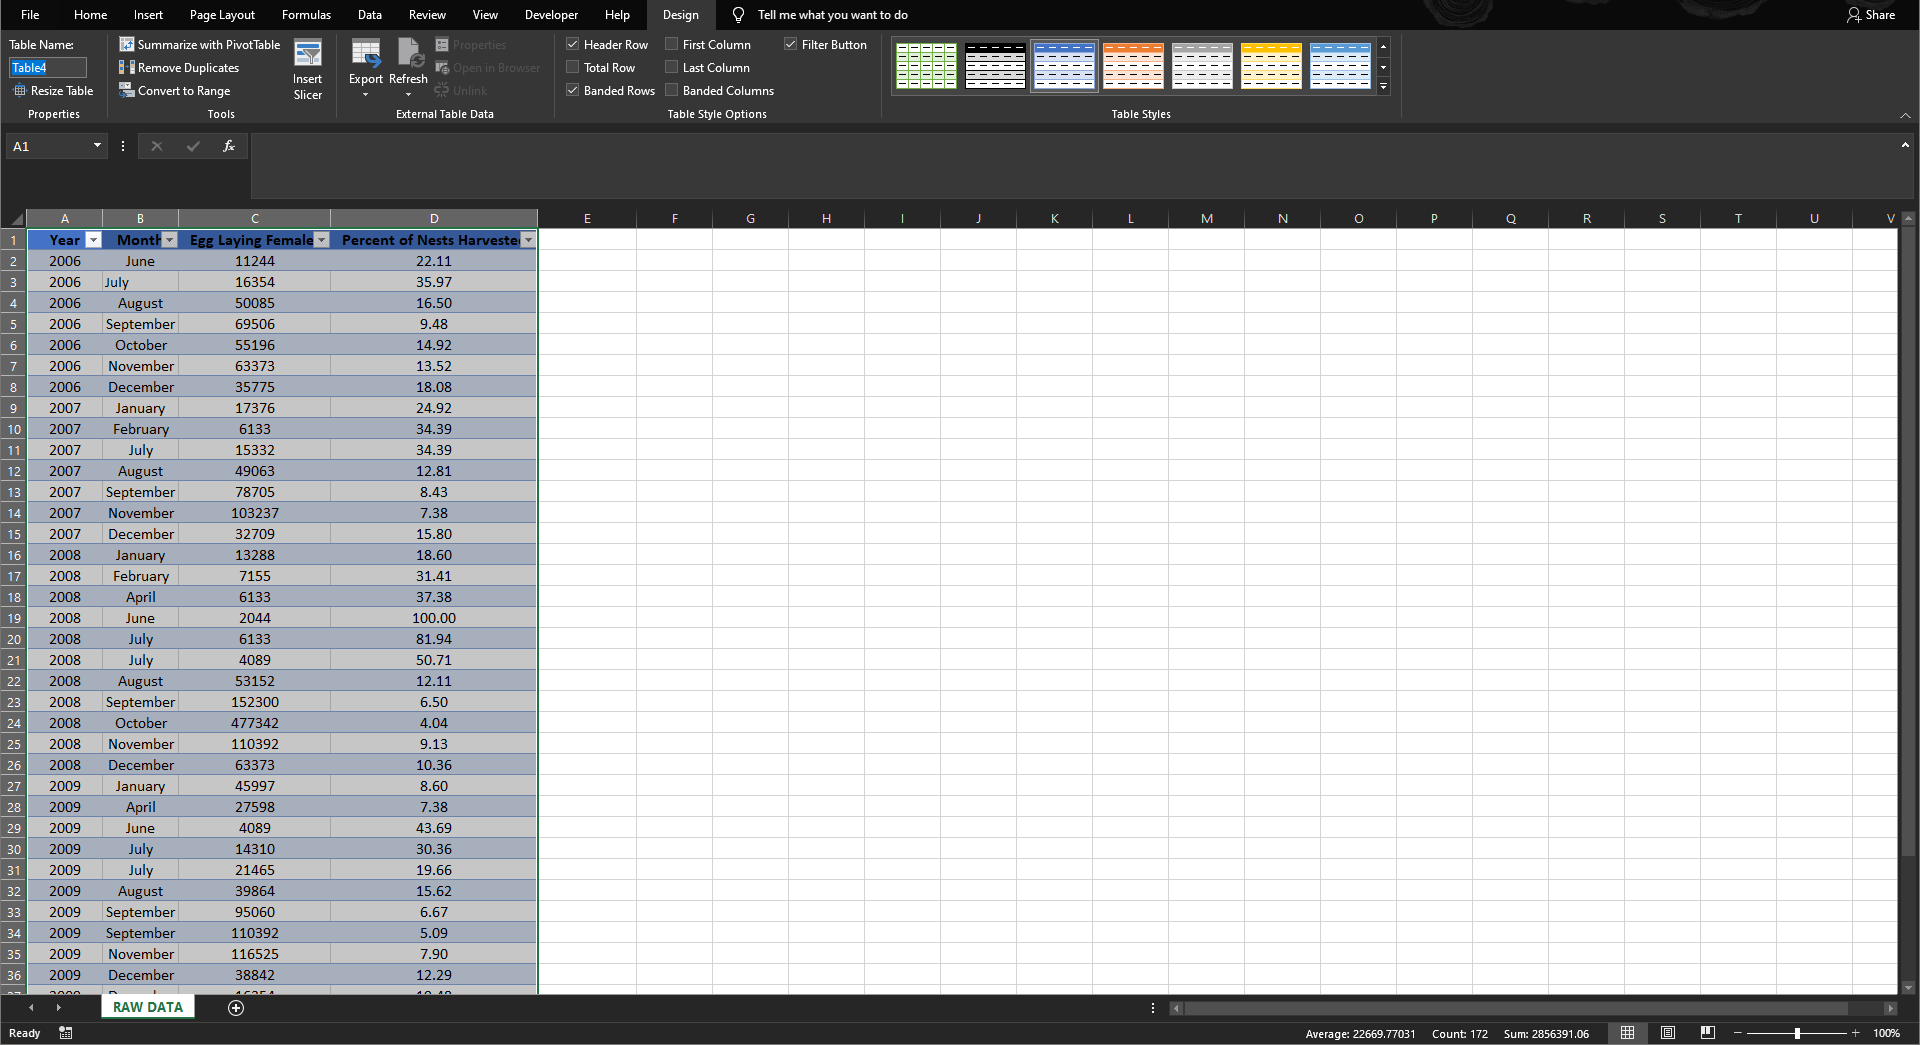 File Home Insert Page Layout Formulas Data Review View Developer Help Design Tell me what you want to do Share
Table Name: Summarize with PivotTable Properties Header Row First Column Filter Button
Table4 Remove Duplicates Insert Slicer Export Refresh Open in Browser Total Row Last Column
Resize Table Convert to Range Unlink Banded Rows Banded Columns
Properties Tools External Table Data Table Style Options Table Styles
A1 fx
A B C D E F G H I J K L M N O P Q R S T U V
1 Year Month Egg Laying Female Percent of Nests Harveste
2 2006 June 11244 22.11
3 2006 July 16354 35.97
4 2006 August 50085 16.50
5 2006 September 69506 9.48
6 2006 October 55196 14.92
7 2006 November 63373 13.52
8 2006 December 35775 18.08
9 2007 January 17376 24.92
10 2007 February 6133 34.39
11 2007 July 15332 34.39
12 2007 August 49063 12.81
13 2007 September 78705 8.43
14 2007 November 103237 7.38
15 2007 December 32709 15.80
16 2008 January 13288 18.60
17 2008 February 7155 31.41
18 2008 April 6133 37.38
19 2008 June 2044 100.00
20 2008 July 6133 81.94
21 2008 July 4089 50.71
22 2008 August 53152 12.11
23 2008 September 152300 6.50
24 2008 October 477342 4.04
25 2008 November 110392 9.13
26 2008 December 63373 10.36
27 2009 January 45997 8.60
28 2009 April 27598 7.38
29 2009 June 4089 43.69
30 2009 July 14310 30.36
31 2009 July 21465 19.66
32 2009 August 39864 15.62
33 2009 September 95060 6.67
34 2009 September 110392 5.09
35 2009 November 116525 7.90
36 2009 December 38842 12.29
RAW DATA
Ready Average: 22669.77031 Count: 172 Sum: 2856391.06 100%